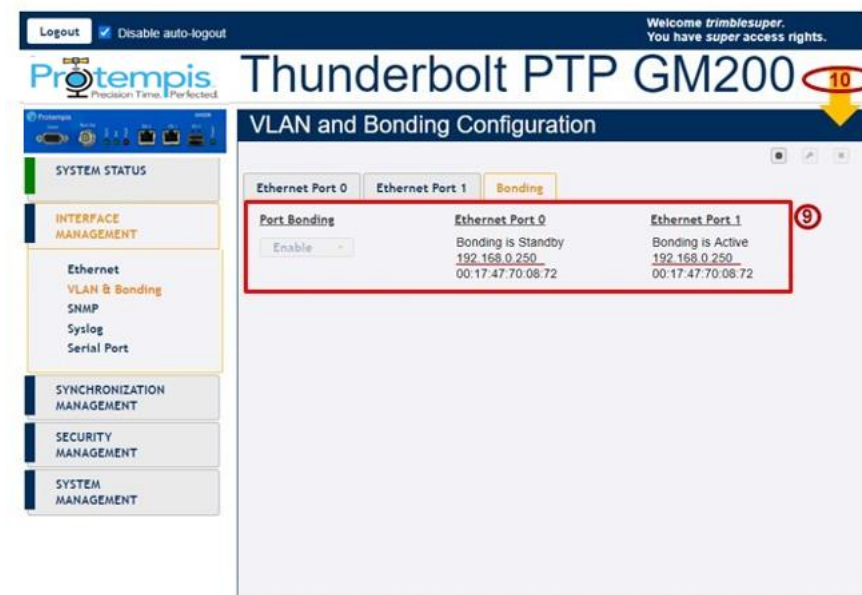 Logout
Disable auto-logout
Welcome trimblesuper.
You have super access rights.
Protempis
Precision Time. Perfected.
Thunderbolt PTP GM200
10
Protempis
VLAN and Bonding Configuration
SYSTEM STATUS
INTERFACE
MANAGEMENT
Ethernet
VLAN & Bonding
SNMP
Syslog
Serial Port
SYNCHRONIZATION
MANAGEMENT
SECURITY
MANAGEMENT
SYSTEM
MANAGEMENT
Ethernet Port 0 Ethernet Port 1 Bonding
Port Bonding Ethernet Port 0 Ethernet Port 1
9
Enable Bonding is Standby Bonding is Active
192.168.0.250 192.168.0.250
00:17:47:70:08:72 00:17:47:70:08:72